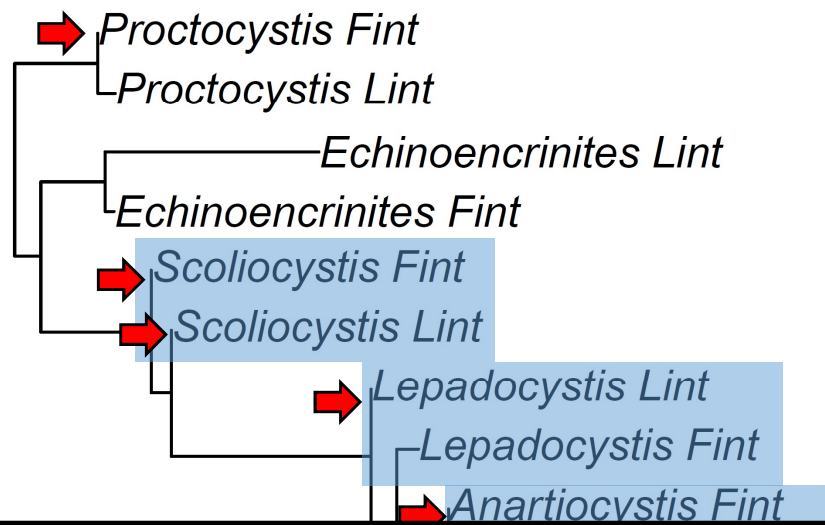 Proctocystis Fint
Proctocystis Lint
Echinoencrinites Lint
Echinoencrinites Fint
Scoliocystis Fint
Scoliocystis Lint
Lepadocystis Lint
Lepadocystis Fint
Anartiocystis Fint